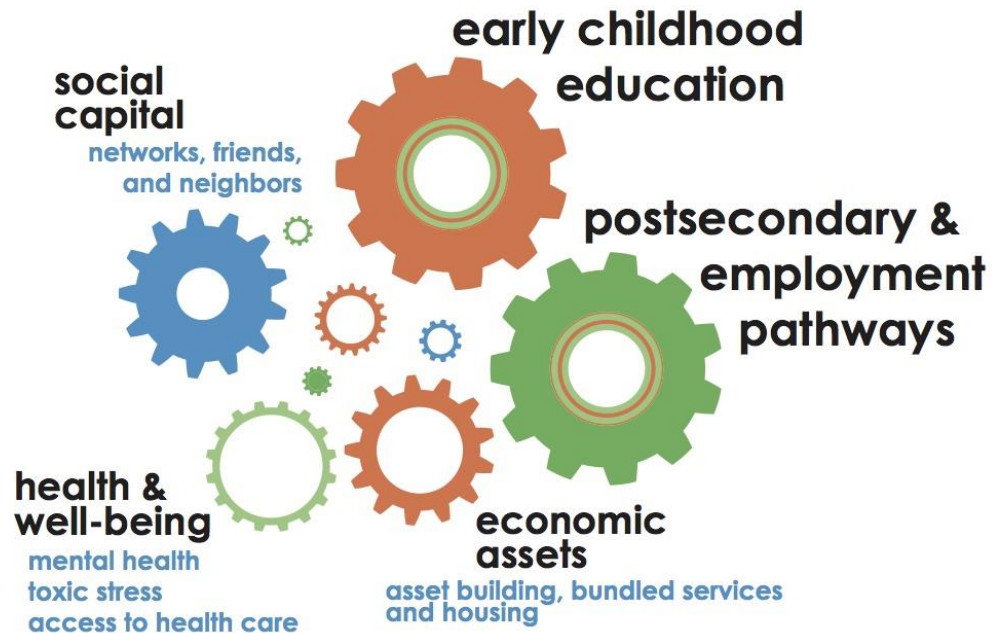 early childhood
education
social
capital
networks, friends,
and neighbors
postsecondary &
employment
pathways
health &
well-being
mental health
toxic stress
access to health care
economic
assets
asset building, bundled services
and housing